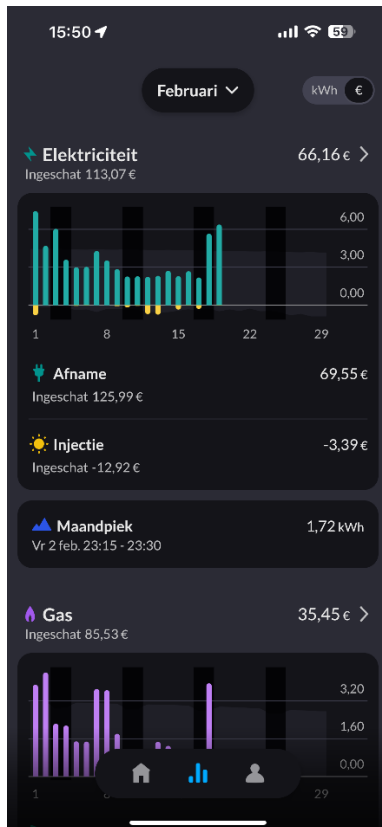 15:50 59
Februari kWh €
Elektriciteit 66,16 €
Ingeschat 113,07 €
6,00
3,00
0,00
1 8 15 22 29
Afname 69,55 €
Ingeschat 125,99 €
Injectie -3,39 €
Ingeschat -12,92 €
Maandpiek 1,72 kWh
Vr 2 feb. 23:15 - 23:30
Gas 35,45 €
Ingeschat 85,53 €
3,20
1,60
0,00
1 8 29